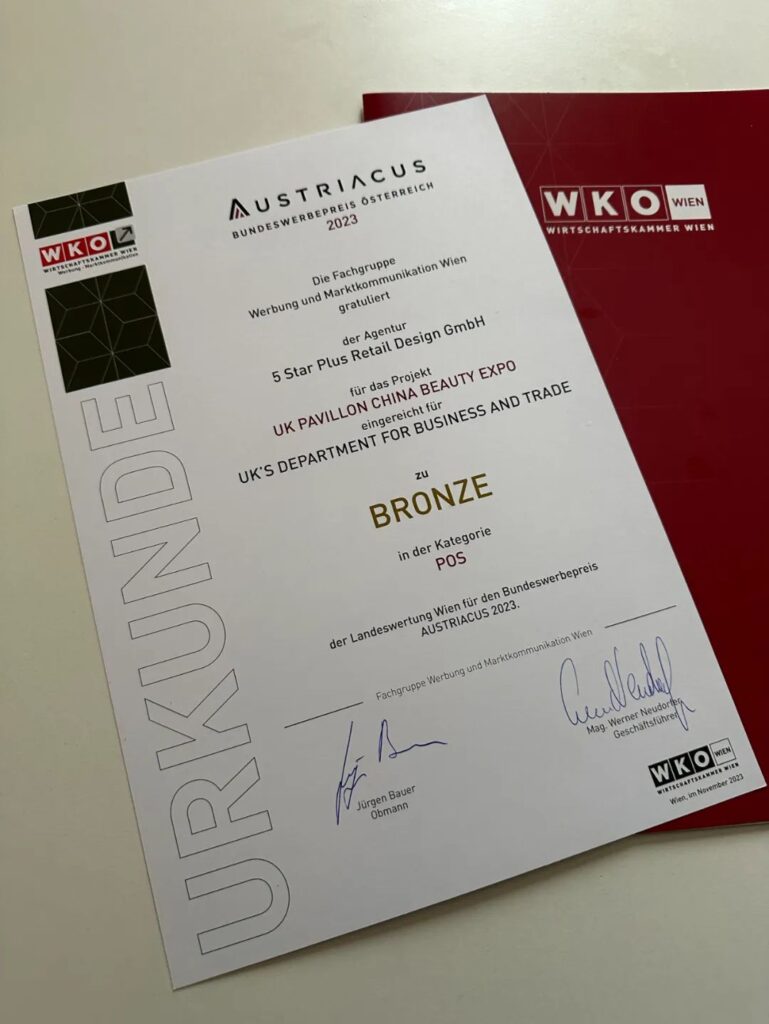 AUSTRIACUS
BUNDESWERBEPREIS ÖSTERREICH
2023
WKO
WIRTSCHAFTSKAMMER WIEN
Werbung · Marktkommunikation
URKUNDE
Die Fachgruppe
Werbung und Marktkommunikation Wien
gratuliert
der Agentur
5 Star Plus Retail Design GmbH
für das Projekt
UK PAVILLON CHINA BEAUTY EXPO
eingereicht für
UK'S DEPARTMENT FOR BUSINESS AND TRADE
zu
BRONZE
in der Kategorie
POS
der Landeswertung Wien für den Bundeswerbepreis
AUSTRIACUS 2023.
Fachgruppe Werbung und Marktkommunikation Wien
Jürgen Bauer
Obmann
Mag. Werner Neudorfer
Geschäftsführer
WKO WIEN
WIRTSCHAFTSKAMMER WIEN
Wien, im November 2023
WKO WIEN
WIRTSCHAFTSKAMMER WIEN